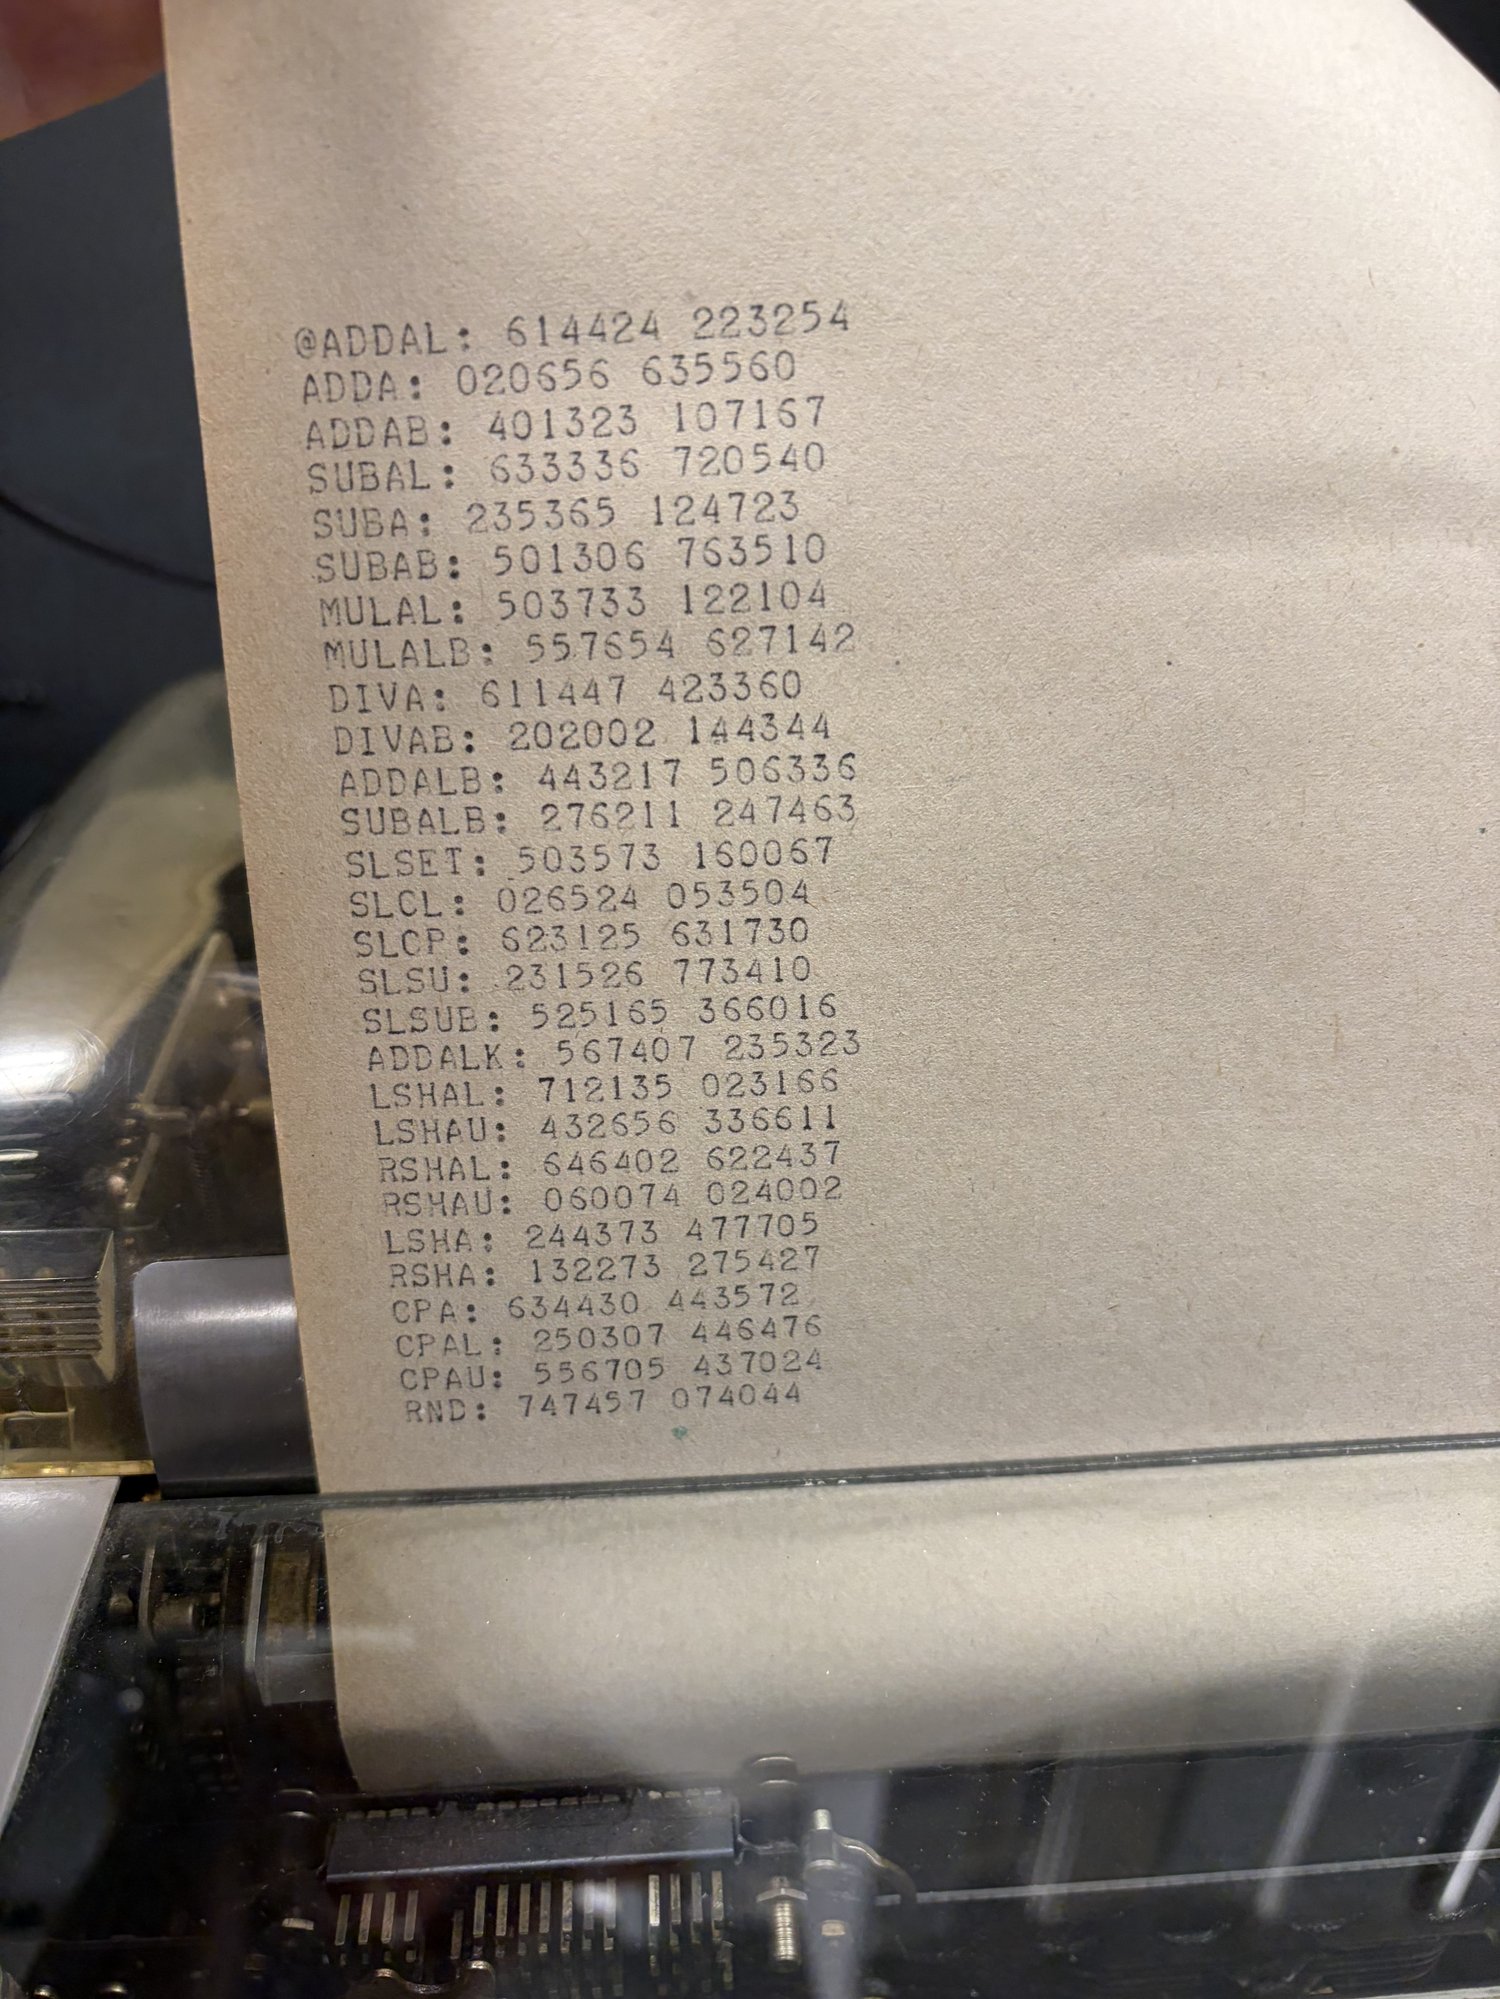 @ADDAL: 614424 223254
ADDA: 020656 635560
ADDAB: 401323 107167
SUBAL: 633336 720540
SUBA: 235365 124723
SUBAB: 501306 763510
MULAL: 503733 122104
MULALB: 557654 627142
DIVA: 611447 423360
DIVAB: 202002 144344
ADDALB: 443217 506336
SUBALB: 276211 247463
SLSET: 503573 160067
SLCL: 026524 053504
SLCP: 623125 631730
SLSU: 231526 773410
SLSUB: 525165 366016
ADDALK: 567407 235323
LSHAL: 712135 023166
LSHAU: 432656 336611
RSHAL: 646402 622437
RSHAU: 060074 024002
LSHA: 244373 477705
RSHA: 132273 275427
CPA: 634430 443572
CPAL: 250307 446476
CPAU: 556705 437024
RND: 747457 074044